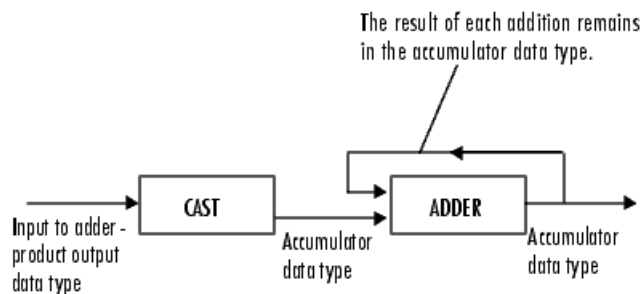 The result of each addition remains
in the accumulator data type.
CAST
ADDER
Input to adder -
product output
data type
Accumulator
data type
Accumulator
data type